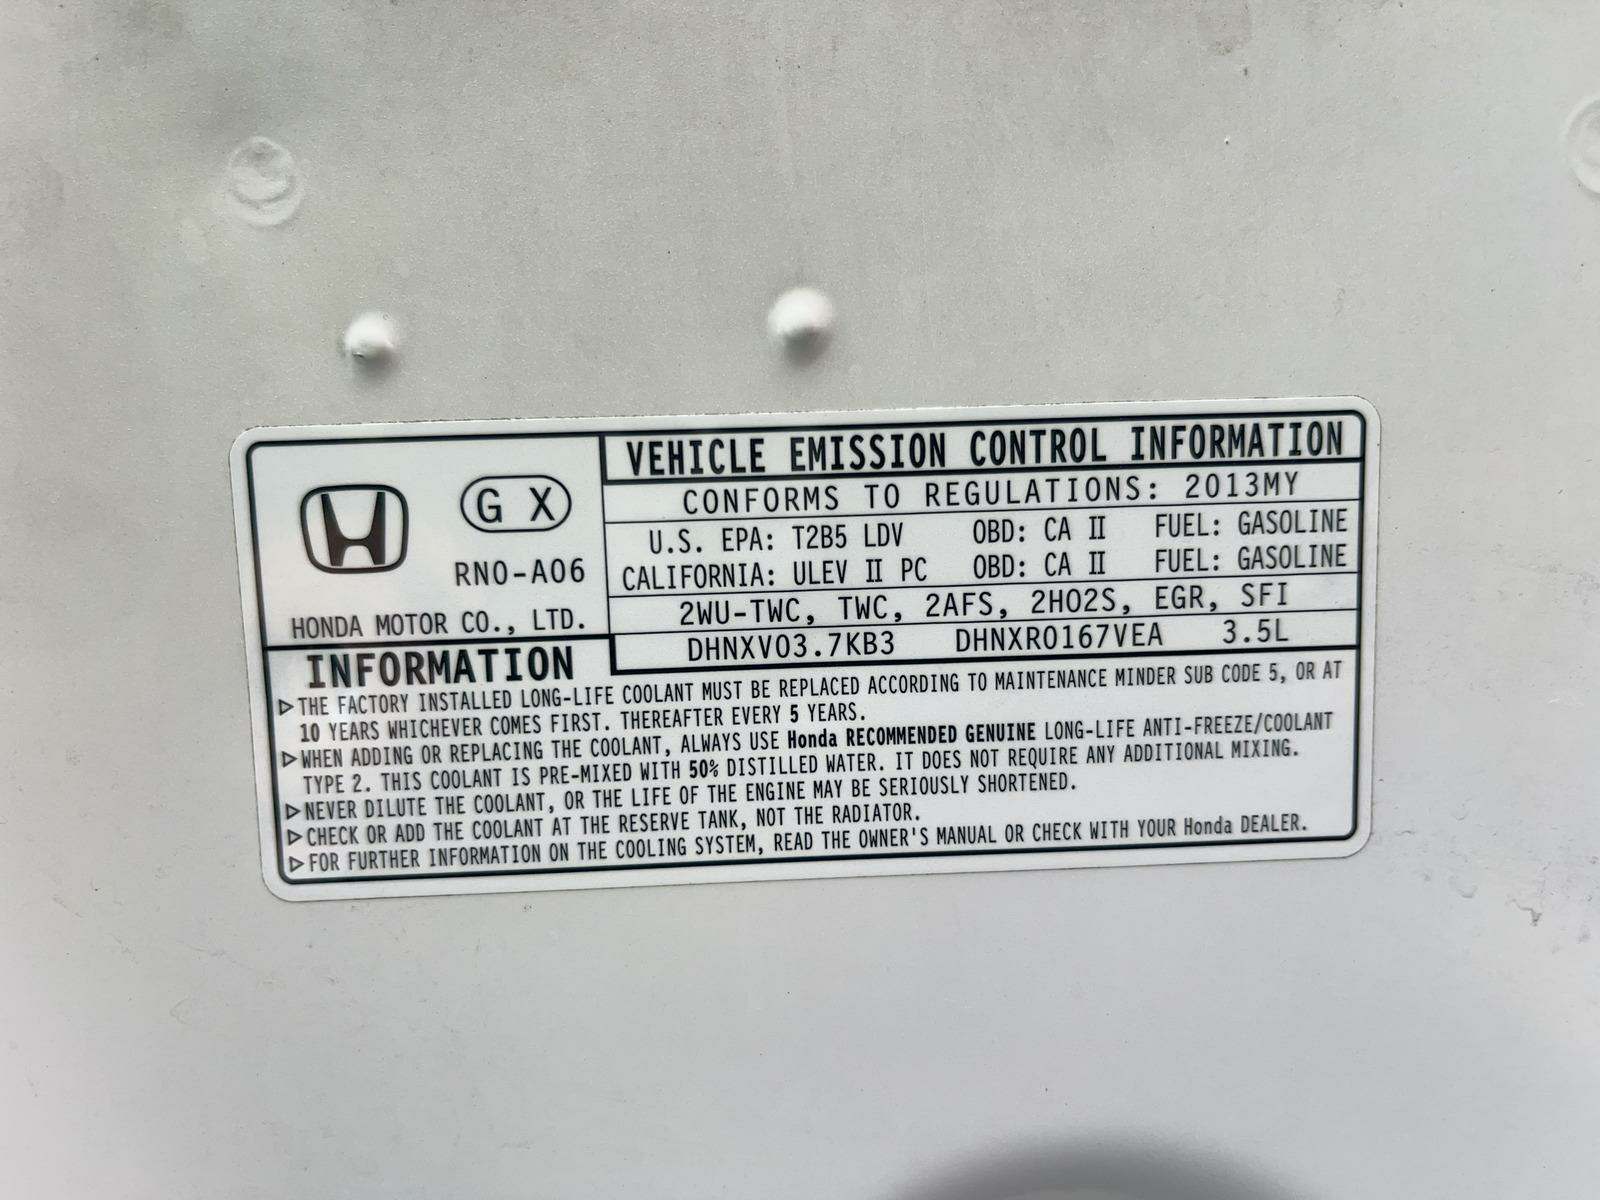 VEHICLE EMISSION CONTROL INFORMATION
G X
CONFORMS TO REGULATIONS: 2013MY
U.S. EPA: T2B5 LDV OBD: CA II FUEL: GASOLINE
RN0-A06
CALIFORNIA: ULEV II PC OBD: CA II FUEL: GASOLINE
HONDA MOTOR CO., LTD.
2WU-TWC, TWC, 2AFS, 2HO2S, EGR, SFI
DHNXV03.7KB3 DHNXR0167VEA 3.5L
INFORMATION
▷THE FACTORY INSTALLED LONG-LIFE COOLANT MUST BE REPLACED ACCORDING TO MAINTENANCE MINDER SUB CODE 5, OR AT
10 YEARS WHICHEVER COMES FIRST. THEREAFTER EVERY 5 YEARS.
▷WHEN ADDING OR REPLACING THE COOLANT, ALWAYS USE Honda RECOMMENDED GENUINE LONG-LIFE ANTI-FREEZE/COOLANT
TYPE 2. THIS COOLANT IS PRE-MIXED WITH 50% DISTILLED WATER. IT DOES NOT REQUIRE ANY ADDITIONAL MIXING.
▷NEVER DILUTE THE COOLANT, OR THE LIFE OF THE ENGINE MAY BE SERIOUSLY SHORTENED.
▷CHECK OR ADD THE COOLANT AT THE RESERVE TANK, NOT THE RADIATOR.
▷FOR FURTHER INFORMATION ON THE COOLING SYSTEM, READ THE OWNER'S MANUAL OR CHECK WITH YOUR Honda DEALER.